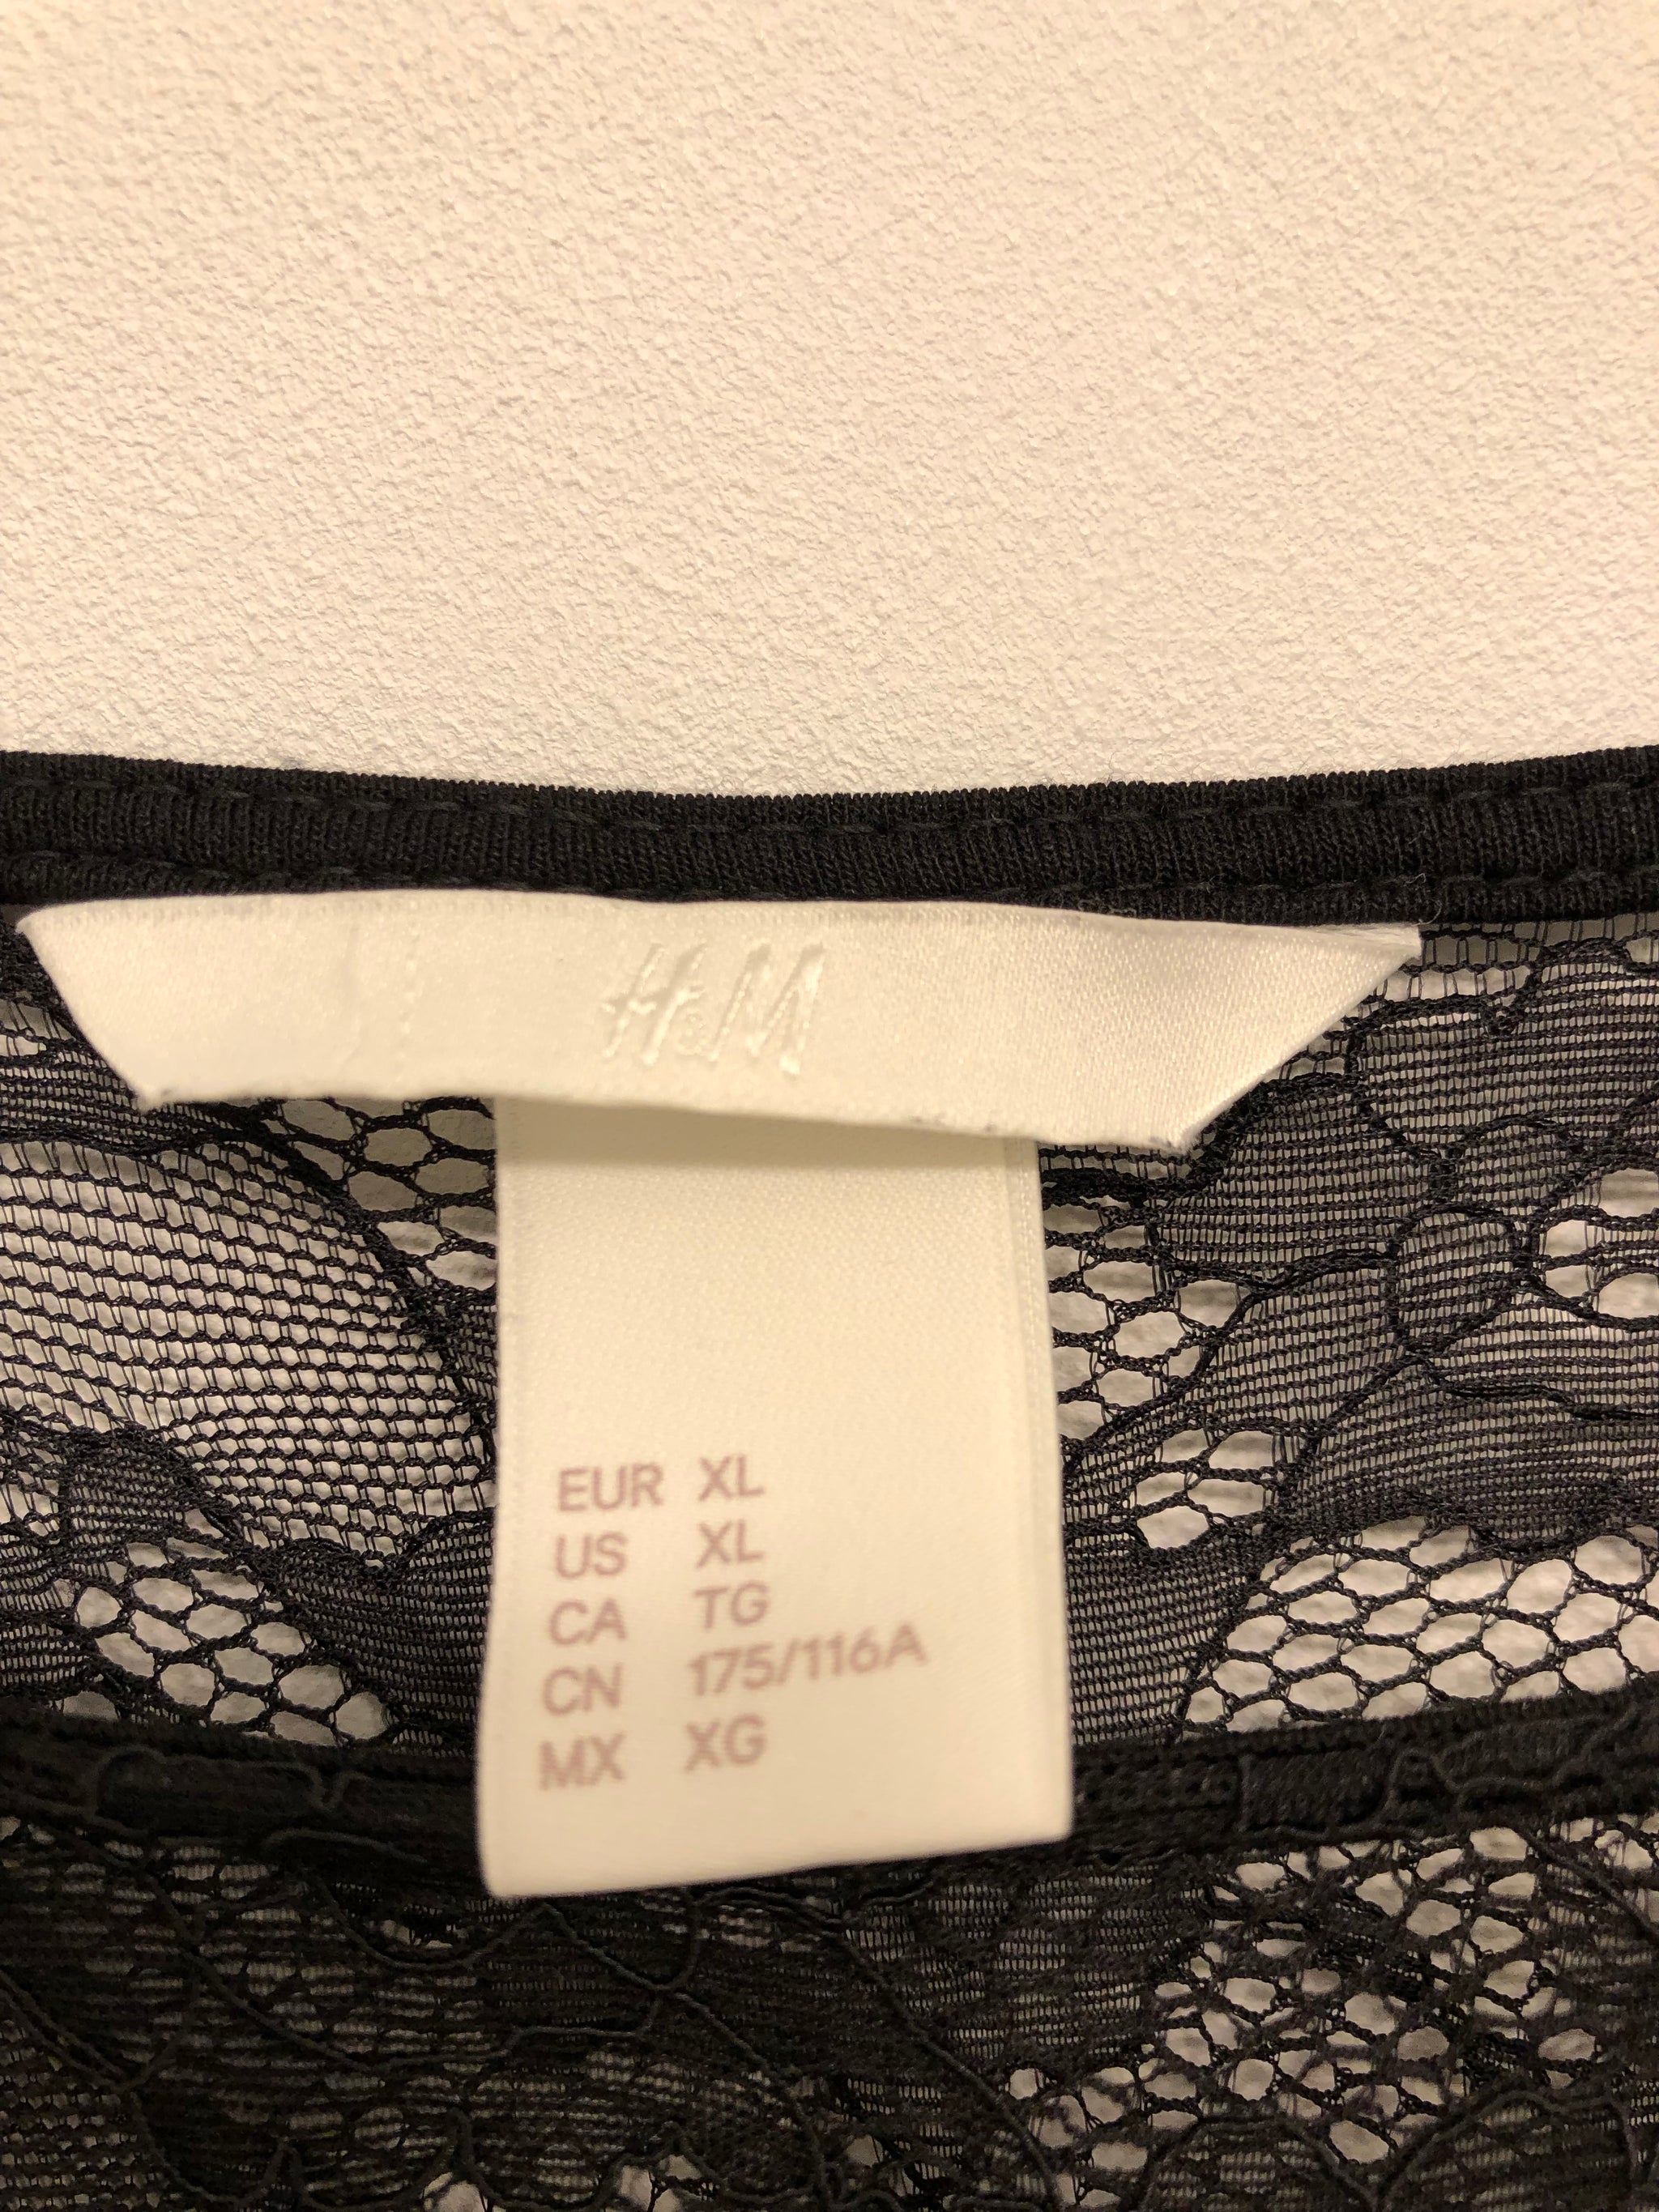 H&M
EUR XL
US XL
CA TG
CN 175/116A
MX XG